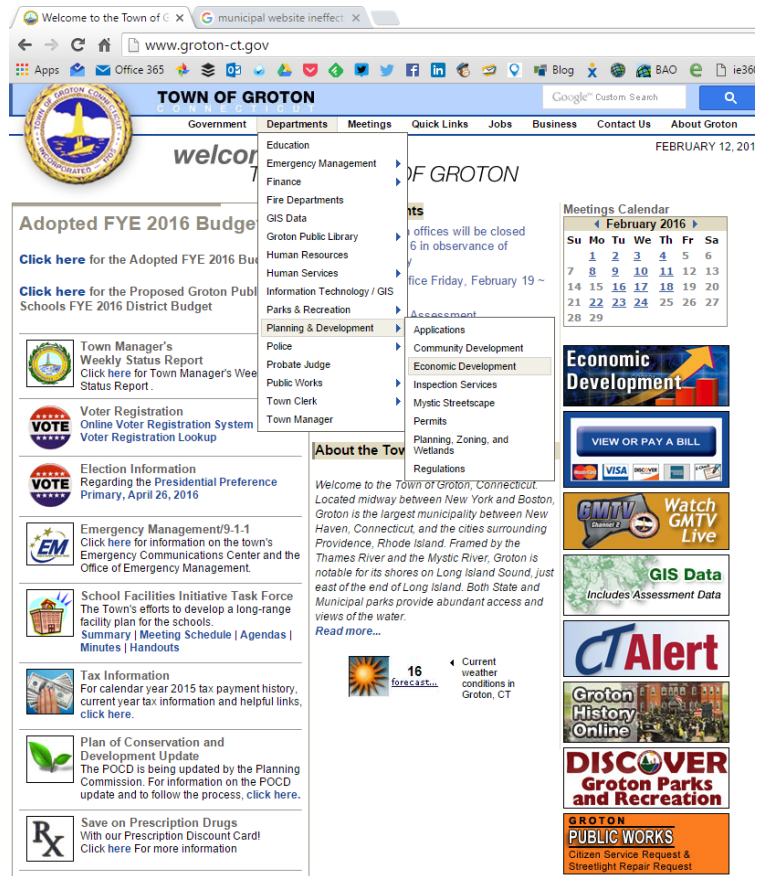 Welcome to the Town of G
municipal website ineffect
www.groton-ct.gov
Apps
Office 365
Blog
BAO
ie360
TOWN OF GROTON
CONNECTICUT
Google™ Custom Search
Government Departments Meetings Quick Links Jobs Business Contact Us About Groton
GROTON CONNECTICUT
INCORPORATED 1705
FEBRUARY 12, 201
welcom
OF GROTON
Education
Emergency Management
Finance
Fire Departments
GIS Data
Groton Public Library
Human Resources
Human Services
Information Technology / GIS
Parks & Recreation
Planning & Development
Police
Probate Judge
Public Works
Town Clerk
Town Manager
Applications
Community Development
Economic Development
Inspection Services
Mystic Streetscape
Permits
Planning, Zoning, and
Wetlands
Regulations
Adopted FYE 2016 Budge
Click here for the Adopted FYE 2016 Bud
Click here for the Proposed Groton Publ
Schools FYE 2016 District Budget
Town Manager's
Weekly Status Report
Click here for Town Manager's Wee
Status Report .
VOTE
Voter Registration
Online Voter Registration System
Voter Registration Lookup
VOTE
Election Information
Regarding the Presidential Preference
Primary, April 26, 2016
EM
Emergency Management/9-1-1
Click here for information on the town's
Emergency Communications Center and the
Office of Emergency Management.
School Facilities Initiative Task Force
The Town's efforts to develop a long-range
facility plan for the schools.
Summary | Meeting Schedule | Agendas |
Minutes | Handouts
Tax Information
For calendar year 2015 tax payment history,
current year tax information and helpful links,
click here.
Plan of Conservation and
Development Update
The POCD is being updated by the Planning
Commission. For information on the POCD
update and to follow the process, click here.
Rx
Save on Prescription Drugs
With our Prescription Discount Card!
Click here For more information
nts
offices will be closed
6 in observance of
y
fice Friday, February 19 ~
Assessment
About the Tow
Welcome to the Town of Groton, Connecticut.
Located midway between New York and Boston,
Groton is the largest municipality between New
Haven, Connecticut, and the cities surrounding
Providence, Rhode Island. Framed by the
Thames River and the Mystic River, Groton is
notable for its shores on Long Island Sound, just
east of the end of Long Island. Both State and
Municipal parks provide abundant access and
views of the water.
Read more...
16
forecast...
Current
weather
conditions in
Groton, CT
Meetings Calendar
February 2016
Su Mo Tu We Th Fr Sa
1 2 3 4 5 6
7 8 9 10 11 12 13
14 15 16 17 18 19 20
21 22 23 24 25 26 27
28 29
Economic
Development
VIEW OR PAY A BILL
MasterCard VISA DISCOVER
GMTV
Channel 2
Watch
GMTV
Live
GIS Data
Includes Assessment Data
CTAlert
Groton
History
Online
DISCOVER
Groton Parks
and Recreation
GROTON
PUBLIC WORKS
Citizen Service Request &
Streetlight Repair Request